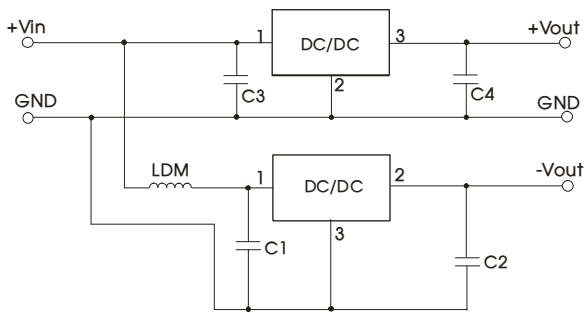 +Vin
1
DC/DC
3
+Vout
C3
2
C4
GND
GND
LDM
1
DC/DC
2
-Vout
C1
3
C2